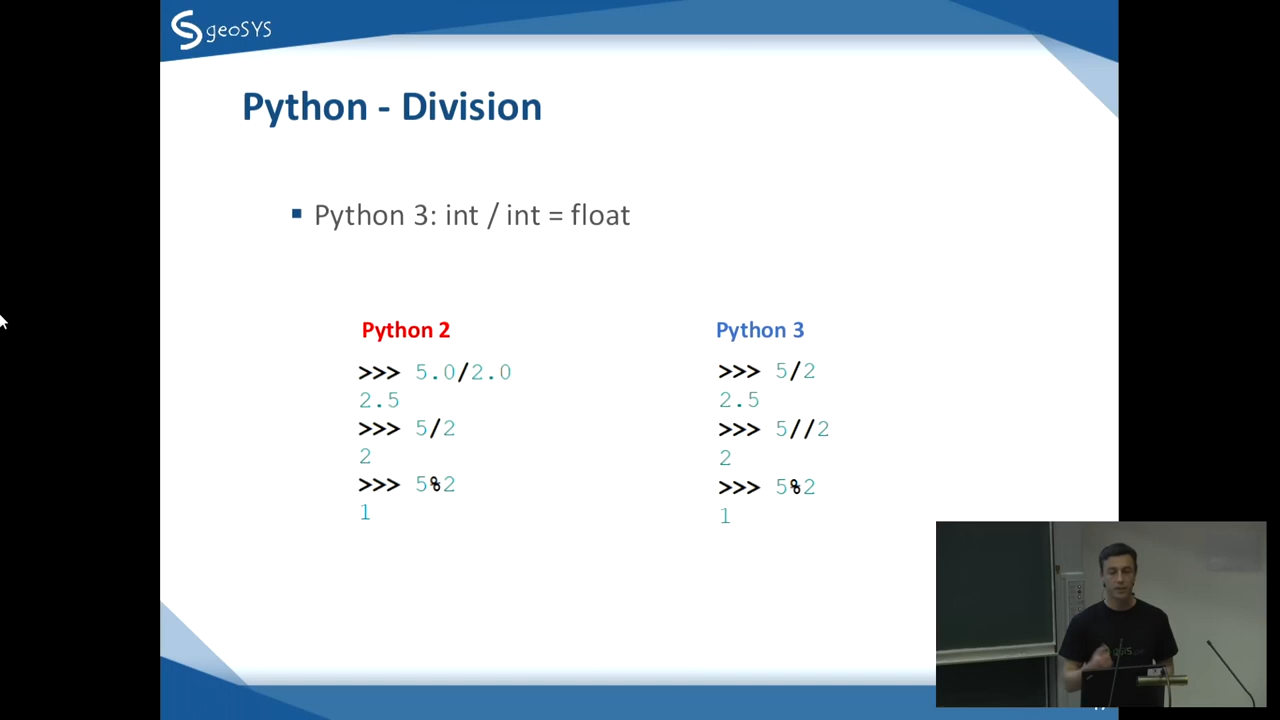 geoSYS
Python - Division
Python 3: int / int = float
Python 2
>>> 5.0/2.0
2.5
>>> 5/2
2
>>> 5%2
1
Python 3
>>> 5/2
2.5
>>> 5//2
2
>>> 5%2
1